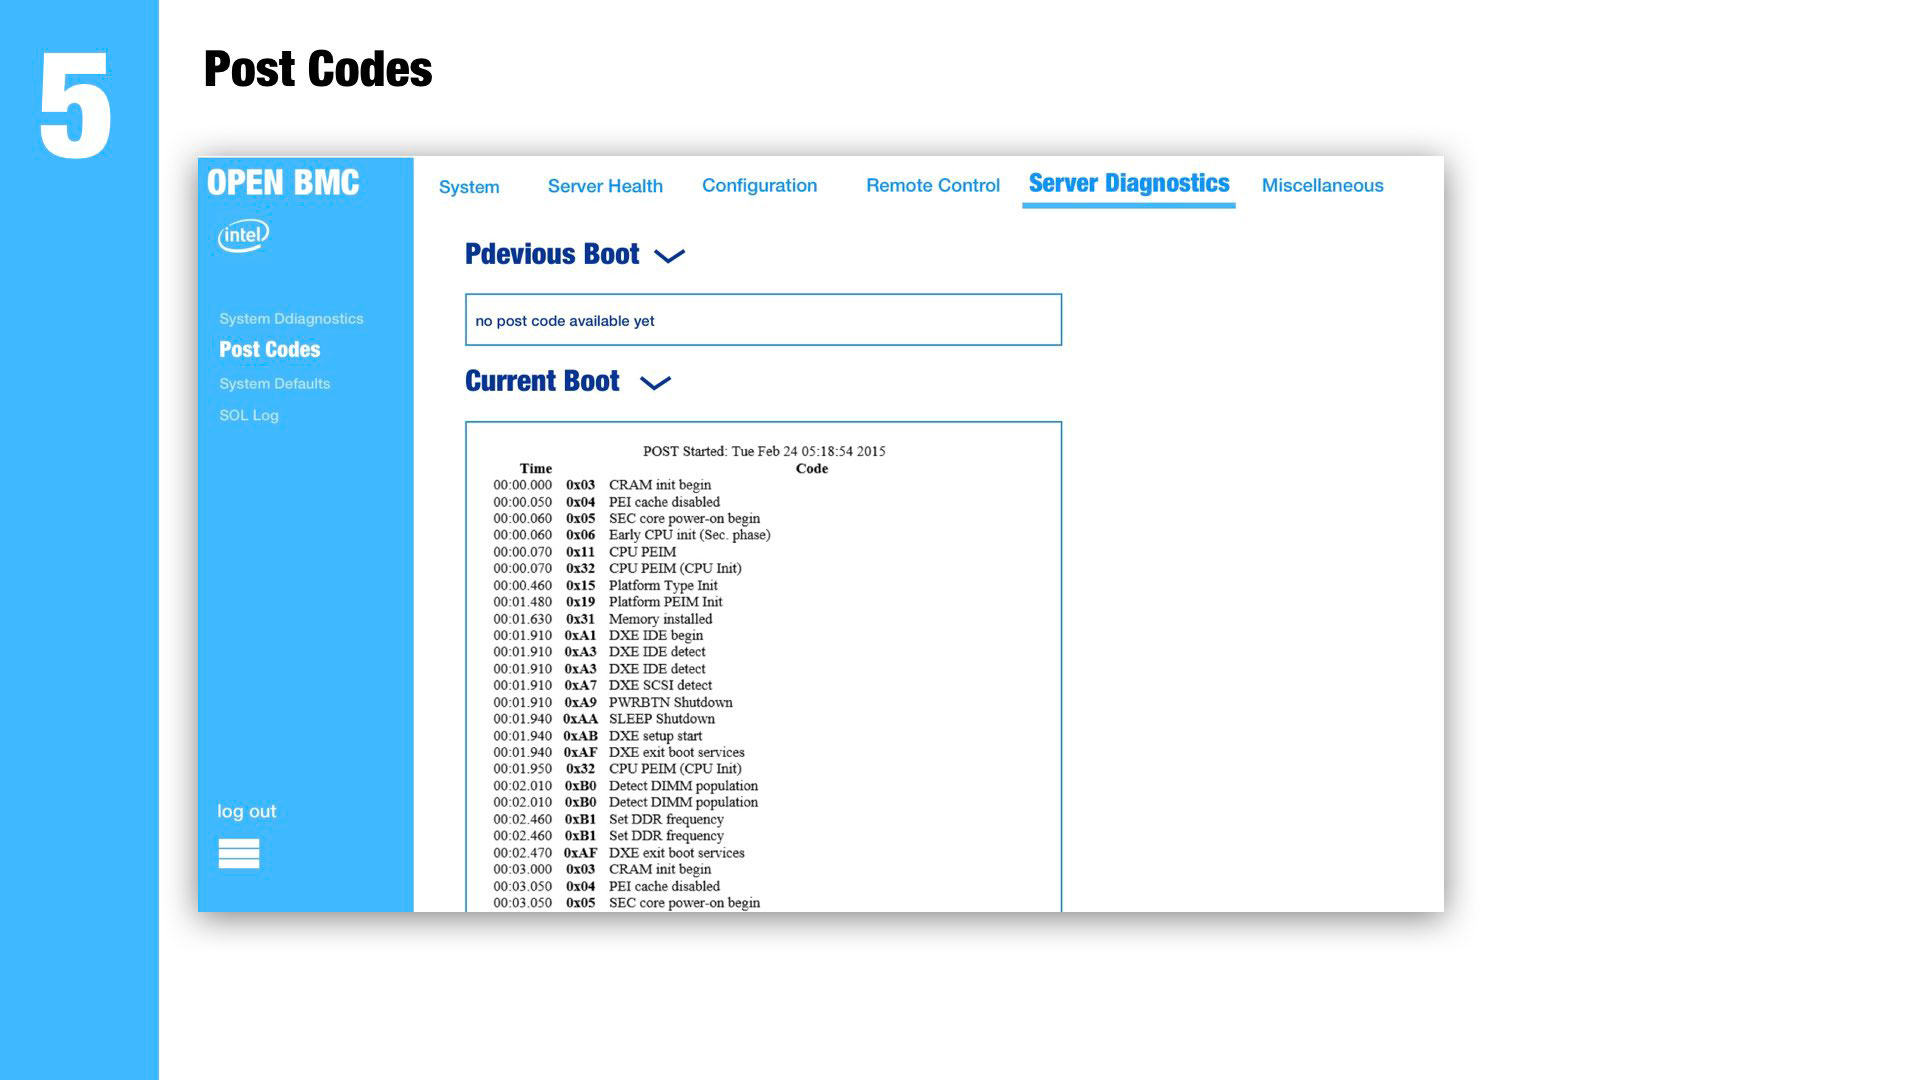 5
Post Codes
OPEN BMC
intel
System Server Health Configuration Remote Control Server Diagnostics Miscellaneous
System Ddiagnostics
Post Codes
System Defaults
SOL Log
log out
Pdevious Boot
no post code available yet
Current Boot
POST Started: Tue Feb 24 05:18:54 2015
Time Code
00:00.000 0x03 CRAM init begin
00:00.050 0x04 PEI cache disabled
00:00.060 0x05 SEC core power-on begin
00:00.060 0x06 Early CPU init (Sec. phase)
00:00.070 0x11 CPU PEIM
00:00.070 0x32 CPU PEIM (CPU Init)
00:00.460 0x15 Platform Type Init
00:01.480 0x19 Platform PEIM Init
00:01.630 0x31 Memory installed
00:01.910 0xA1 DXE IDE begin
00:01.910 0xA3 DXE IDE detect
00:01.910 0xA3 DXE IDE detect
00:01.910 0xA7 DXE SCSI detect
00:01.910 0xA9 PWRBTN Shutdown
00:01.940 0xAA SLEEP Shutdown
00:01.940 0xAB DXE setup start
00:01.940 0xAF DXE exit boot services
00:01.950 0x32 CPU PEIM (CPU Init)
00:02.010 0xB0 Detect DIMM population
00:02.010 0xB0 Detect DIMM population
00:02.460 0xB1 Set DDR frequency
00:02.460 0xB1 Set DDR frequency
00:02.470 0xAF DXE exit boot services
00:03.000 0x03 CRAM init begin
00:03.050 0x04 PEI cache disabled
00:03.050 0x05 SEC core power-on begin